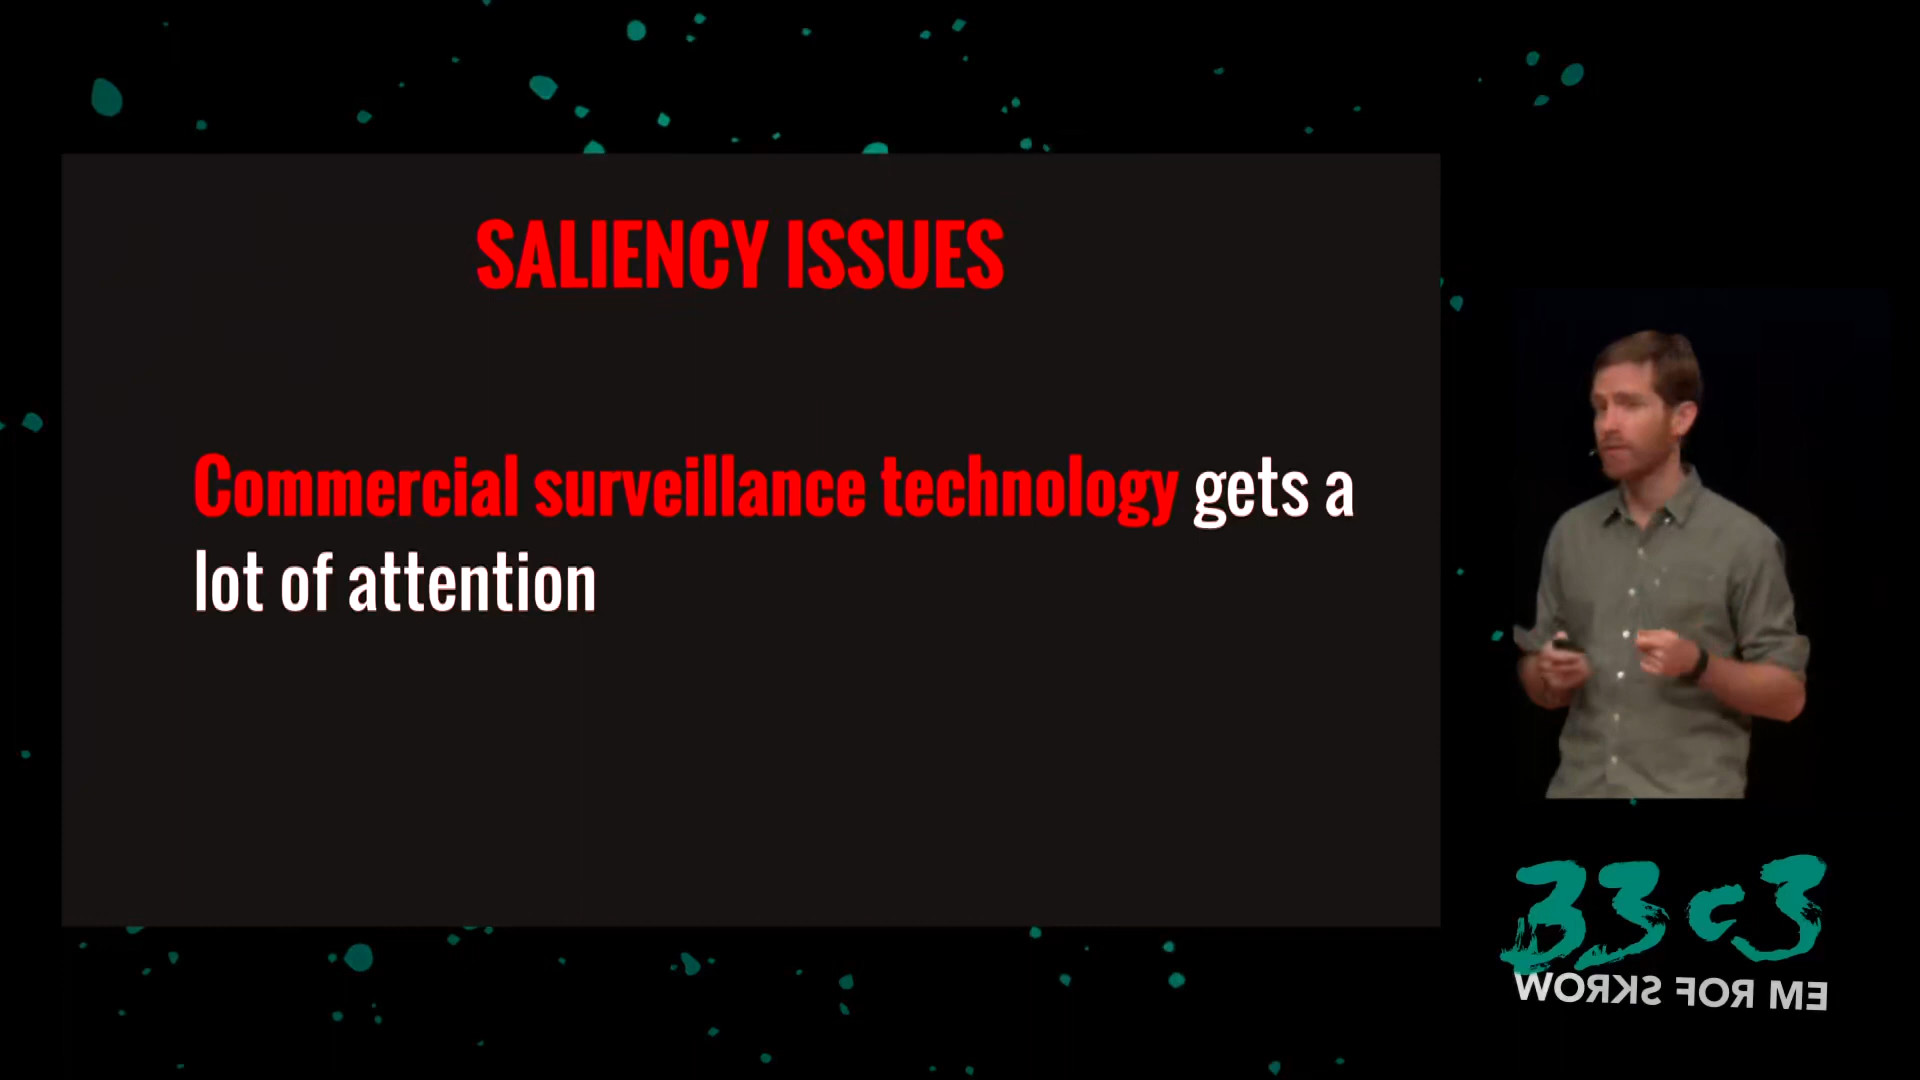 SALIENCY ISSUES
Commercial surveillance technology gets a
lot of attention
33c3
WORKS FOR ME